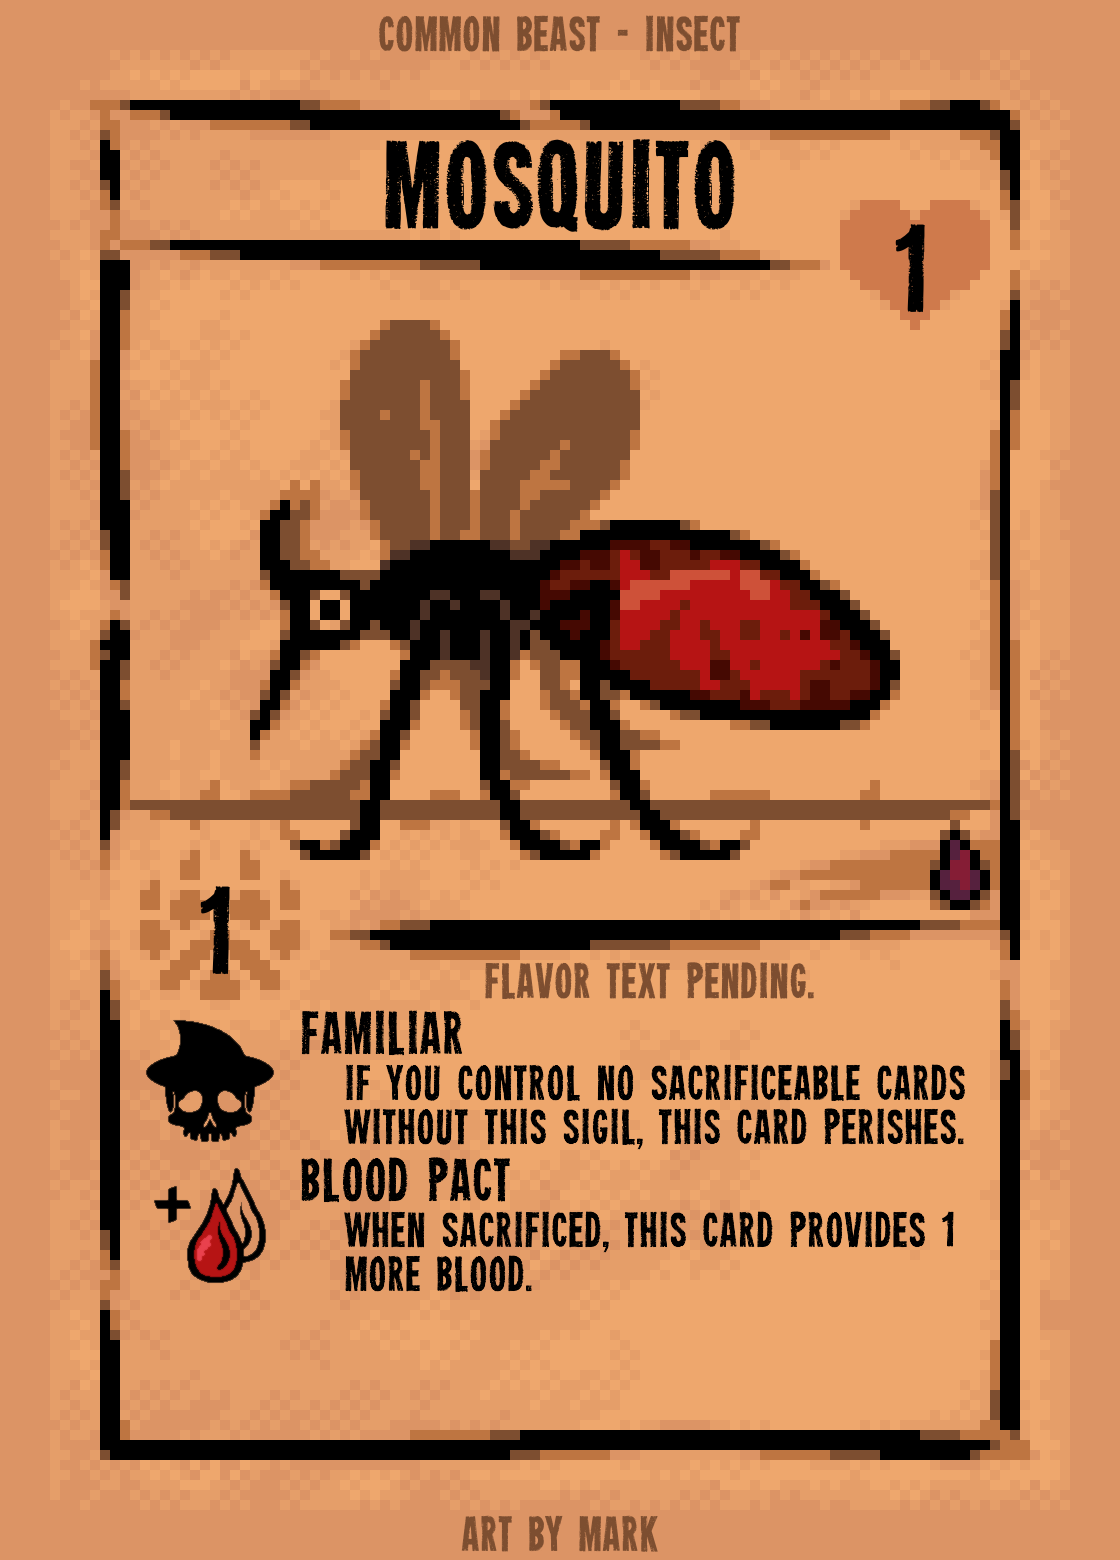 COMMON BEAST - INSECT
MOSQUITO
1
1
FLAVOR TEXT PENDING.
FAMILIAR
IF YOU CONTROL NO SACRIFICEABLE CARDS
WITHOUT THIS SIGIL, THIS CARD PERISHES.
BLOOD PACT
+
WHEN SACRIFICED, THIS CARD PROVIDES 1
MORE BLOOD.
ART BY MARK